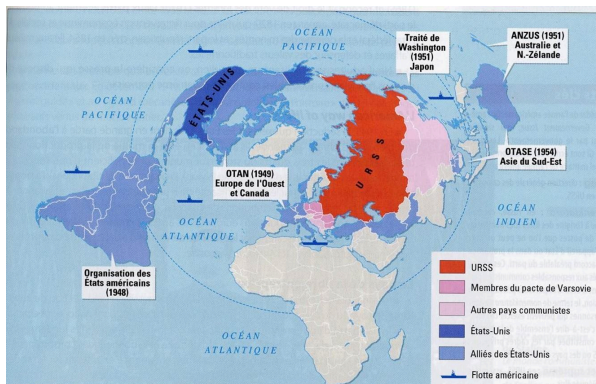 OCÉAN
PACIFIQUE
Traité de
Washington
(1951)
Japon
ANZUS (1951)
Australie et
N.-Zélande
ÉTATS-UNIS
OCÉAN
PACIFIQUE
URSS
OTAN (1949)
Europe de l'Ouest
et Canada
OTASE (1954)
Asie du Sud-Est
OCÉAN
INDIEN
OCÉAN
ATLANTIQUE
Organisation des
États américains
(1948)
OCÉAN
ATLANTIQUE
URSS
Membres du pacte de Varsovie
Autres pays communistes
États-Unis
Alliés des États-Unis
Flotte américaine